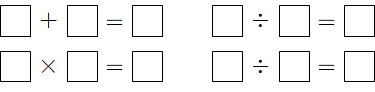 □ + □ = □ □ ÷ □ = □
□ × □ = □ □ ÷ □ = □